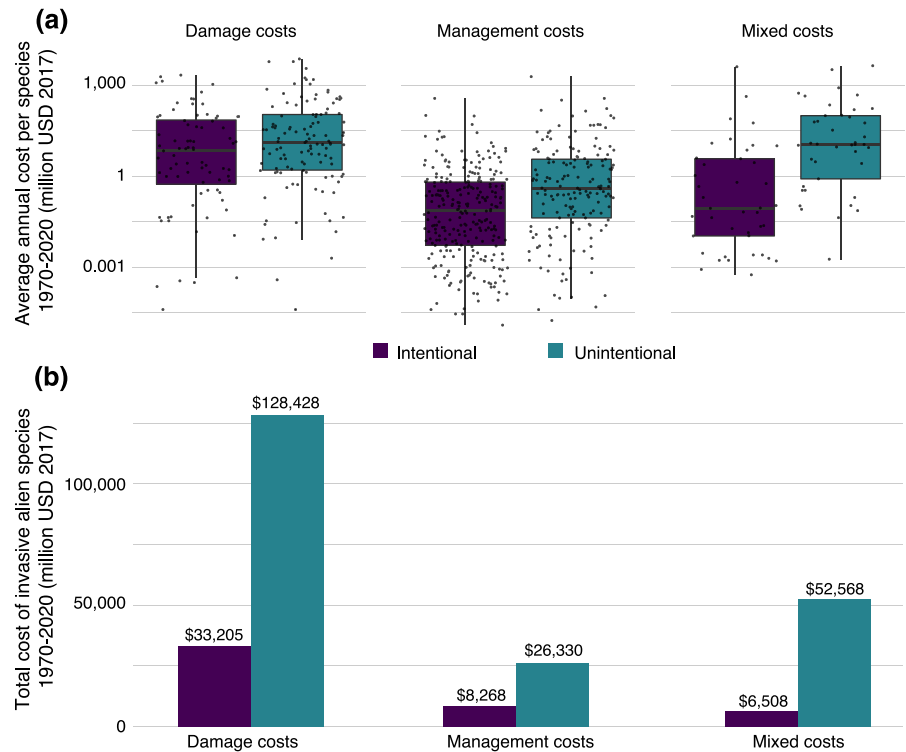 (a)
Damage costs
Management costs
Mixed costs
Average annual cost per species
1970-2020 (million USD 2017)
1,000
1
0.001
Intentional
Unintentional
(b)
Total cost of invasive alien species
1970-2020 (million USD 2017)
100,000
50,000
0
$33,205
$128,428
$8,268
$26,330
$6,508
$52,568
Damage costs
Management costs
Mixed costs